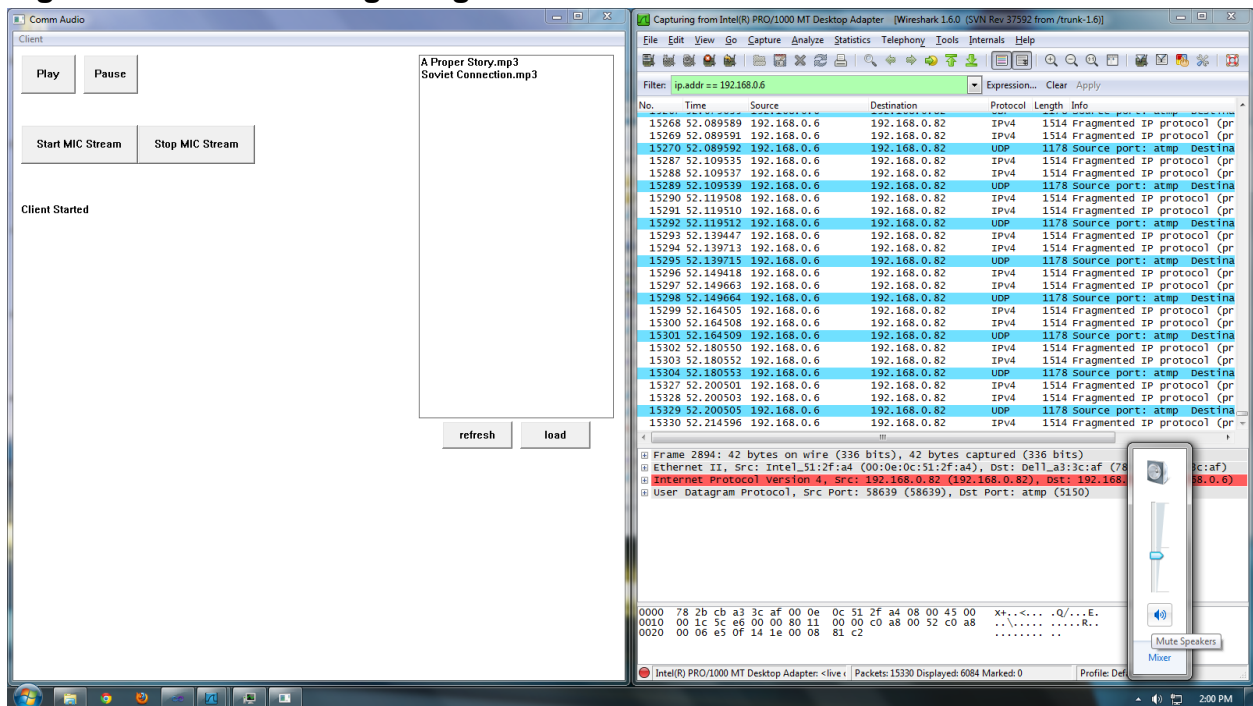 Comm Audio
Client
Play Pause
A Proper Story.mp3
Soviet Connection.mp3
Start MIC Stream Stop MIC Stream
Client Started
refresh load
Capturing from Intel(R) PRO/1000 MT Desktop Adapter [Wireshark 1.6.0 (SVN Rev 37592 from /trunk-1.6)]
File Edit View Go Capture Analyze Statistics Telephony Tools Internals Help
Filter: ip.addr == 192.168.0.6 Expression... Clear Apply
No. Time Source Destination Protocol Length Info
15268 52.089589 192.168.0.6 192.168.0.82 IPv4 1514 Fragmented IP protocol (pr
15269 52.089591 192.168.0.6 192.168.0.82 IPv4 1514 Fragmented IP protocol (pr
15270 52.089592 192.168.0.6 192.168.0.82 UDP 1178 Source port: atmp Destina
15287 52.109535 192.168.0.6 192.168.0.82 IPv4 1514 Fragmented IP protocol (pr
15288 52.109537 192.168.0.6 192.168.0.82 IPv4 1514 Fragmented IP protocol (pr
15289 52.109539 192.168.0.6 192.168.0.82 UDP 1178 Source port: atmp Destina
15290 52.119508 192.168.0.6 192.168.0.82 IPv4 1514 Fragmented IP protocol (pr
15291 52.119510 192.168.0.6 192.168.0.82 IPv4 1514 Fragmented IP protocol (pr
15292 52.119512 192.168.0.6 192.168.0.82 UDP 1178 Source port: atmp Destina
15293 52.139447 192.168.0.6 192.168.0.82 IPv4 1514 Fragmented IP protocol (pr
15294 52.139713 192.168.0.6 192.168.0.82 IPv4 1514 Fragmented IP protocol (pr
15295 52.139715 192.168.0.6 192.168.0.82 UDP 1178 Source port: atmp Destina
15296 52.149418 192.168.0.6 192.168.0.82 IPv4 1514 Fragmented IP protocol (pr
15297 52.149663 192.168.0.6 192.168.0.82 IPv4 1514 Fragmented IP protocol (pr
15298 52.149664 192.168.0.6 192.168.0.82 UDP 1178 Source port: atmp Destina
15299 52.164505 192.168.0.6 192.168.0.82 IPv4 1514 Fragmented IP protocol (pr
15300 52.164508 192.168.0.6 192.168.0.82 IPv4 1514 Fragmented IP protocol (pr
15301 52.164509 192.168.0.6 192.168.0.82 UDP 1178 Source port: atmp Destina
15302 52.180550 192.168.0.6 192.168.0.82 IPv4 1514 Fragmented IP protocol (pr
15303 52.180552 192.168.0.6 192.168.0.82 IPv4 1514 Fragmented IP protocol (pr
15304 52.180553 192.168.0.6 192.168.0.82 UDP 1178 Source port: atmp Destina
15327 52.200501 192.168.0.6 192.168.0.82 IPv4 1514 Fragmented IP protocol (pr
15328 52.200503 192.168.0.6 192.168.0.82 IPv4 1514 Fragmented IP protocol (pr
15329 52.200505 192.168.0.6 192.168.0.82 UDP 1178 Source port: atmp Destina
15330 52.214596 192.168.0.6 192.168.0.82 IPv4 1514 Fragmented IP protocol (pr
Frame 2894: 42 bytes on wire (336 bits), 42 bytes captured (336 bits)
Ethernet II, Src: Intel_51:2f:a4 (00:0e:0c:51:2f:a4), Dst: Dell_a3:3c:af (78 3c:af)
Internet Protocol Version 4, Src: 192.168.0.82 (192.168.0.82), Dst: 192.168. 68.0.6)
User Datagram Protocol, Src Port: 58639 (58639), Dst Port: atmp (5150)
0000 78 2b cb a3 3c af 00 0e 0c 51 2f a4 08 00 45 00 x+..<... .Q/...E.
0010 00 1c 5c e6 00 00 80 11 00 00 c0 a8 00 52 c0 a8 ..\..... .....R..
0020 00 06 e5 0f 14 1e 00 08 81 c2 ........ ..
Mute Speakers
Mixer
Intel(R) PRO/1000 MT Desktop Adapter: <live c Packets: 15330 Displayed: 6084 Marked: 0 Profile: Def
2:00 PM